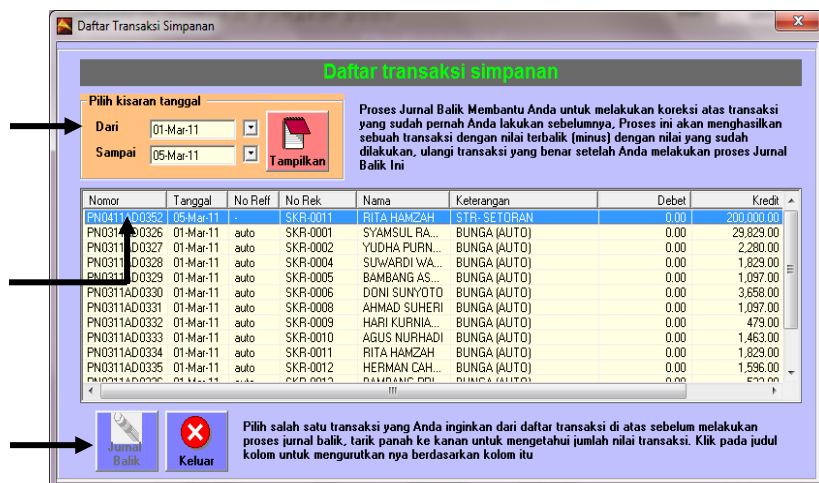 Daftar Transaksi Simpanan
Daftar transaksi simpanan
Pilih kisaran tanggal
Dari 01-Mar-11
Sampai 05-Mar-11
Tampilkan
Proses Jurnal Balik Membantu Anda untuk melakukan koreksi atas transaksi
yang sudah pernah Anda lakukan sebelumnya, Proses ini akan menghasilkan
sebuah transaksi dengan nilai terbalik (minus) dengan nilai yang sudah
dilakukan, ulangi transaksi yang benar setelah Anda melakukan proses Jurnal
Balik Ini
Nomor Tanggal No Reff No Rek Nama Keterangan Debet Kredit
PN0411AD0352 05-Mar-11 - SKR-0011 RITA HAMZAH STR- SETORAN 0.00 200,000.00
PN0311AD0326 01-Mar-11 auto SKR-0001 SYAMSUL RA... BUNGA (AUTO) 0.00 29,829.00
PN0311AD0327 01-Mar-11 auto SKR-0002 YUDHA PURN... BUNGA (AUTO) 0.00 2,280.00
PN0311AD0328 01-Mar-11 auto SKR-0004 SUWARDI WA... BUNGA (AUTO) 0.00 1,829.00
PN0311AD0329 01-Mar-11 auto SKR-0005 BAMBANG AS... BUNGA (AUTO) 0.00 1,097.00
PN0311AD0330 01-Mar-11 auto SKR-0006 DONI SUNYOTO BUNGA (AUTO) 0.00 3,658.00
PN0311AD0331 01-Mar-11 auto SKR-0008 AHMAD SUHERI BUNGA (AUTO) 0.00 1,097.00
PN0311AD0332 01-Mar-11 auto SKR-0009 HARI KURNIA... BUNGA (AUTO) 0.00 479.00
PN0311AD0333 01-Mar-11 auto SKR-0010 AGUS NURHADI BUNGA (AUTO) 0.00 1,463.00
PN0311AD0334 01-Mar-11 auto SKR-0011 RITA HAMZAH BUNGA (AUTO) 0.00 1,829.00
PN0311AD0335 01-Mar-11 auto SKR-0012 HERMAN CAH... BUNGA (AUTO) 0.00 1,596.00
Jurnal
Balik
Keluar
Pilih salah satu transaksi yang Anda inginkan dari daftar transaksi di atas sebelum melakukan
proses jurnal balik, tarik panah ke kanan untuk mengetahui jumlah nilai transaksi. Klik pada judul
kolom untuk mengurutkan nya berdasarkan kolom itu